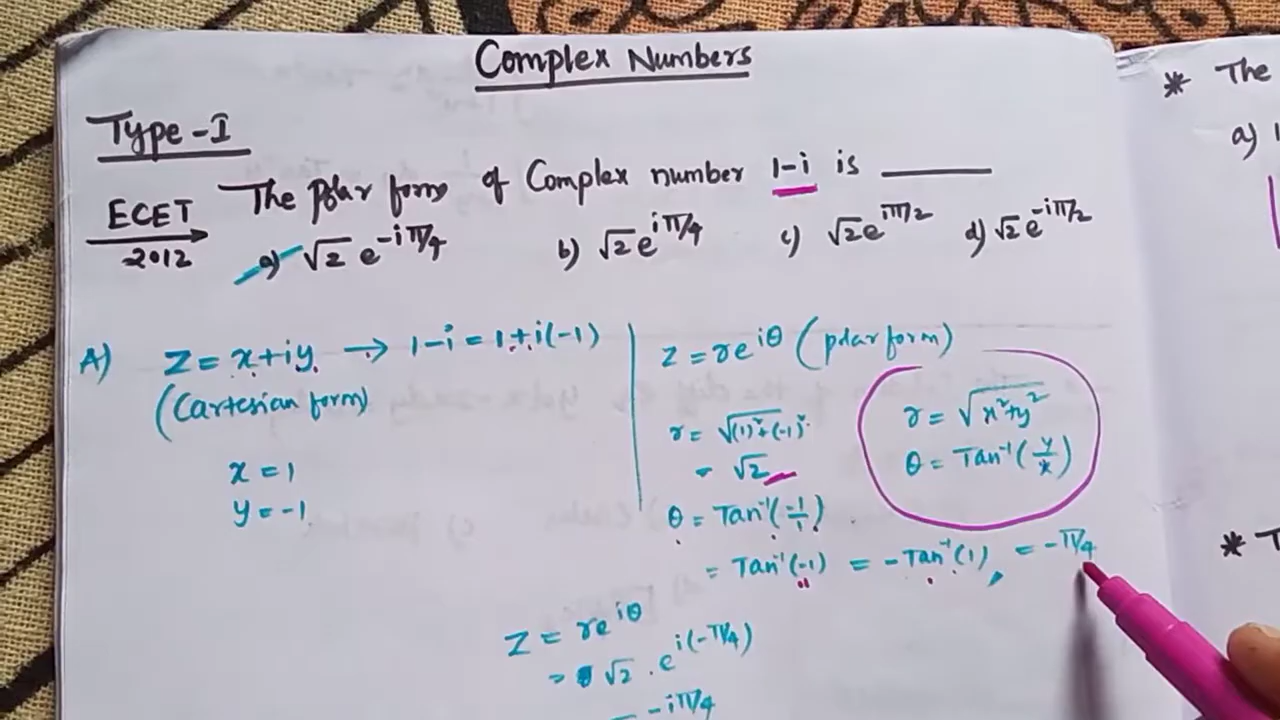 Complex Numbers
Type-I
ECET
2012
The Polar form of Complex number 1-i is ______
a) √2 e^{-iπ/4} b) √2 e^{iπ/4} c) √2 e^{iπ/2} d) √2 e^{-iπ/2}
A) Z = x+iy → 1-i = 1+i(-1)
(Cartesian form)
x = 1
y = -1
Z = re^{iθ} (polar form)
r = √((1)²+(-1)²)
= √2
r = √(x²+y²)
θ = Tan⁻¹(y/x)
θ = Tan⁻¹(-1/1)
= Tan⁻¹(-1) = -Tan⁻¹(1) = -π/4
Z = re^{iθ}
= √2 . e^{i(-π/4)}
-iπ/4
* The
a)
*